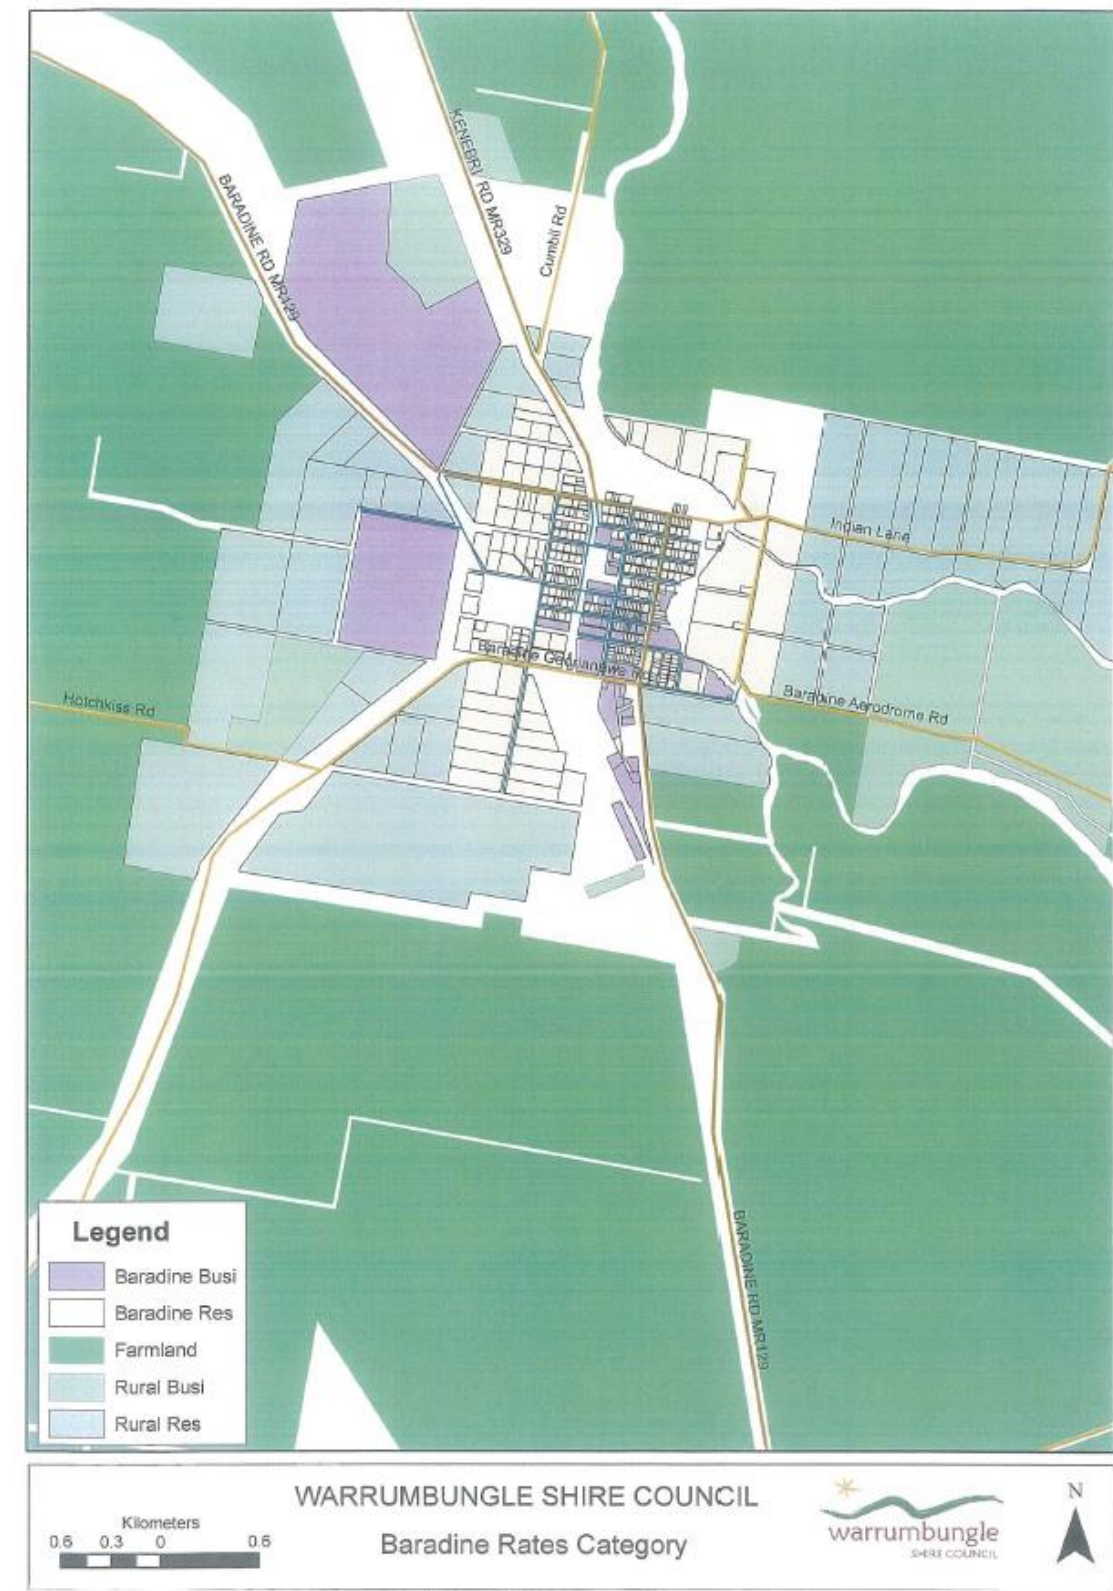 KENEBRI RD MR329
BARADINE RD MR129
Cumbil Rd
Indian Lane
Baradine
Baradine Aerodrome Rd
Hotchkiss Rd
BARADINE RD MR129
Legend
Baradine Busi
Baradine Res
Farmland
Rural Busi
Rural Res
WARRUMBUNGLE SHIRE COUNCIL
Baradine Rates Category
Kilometers
0.6 0.3 0 0.6
warrumbungle
SHIRE COUNCIL
N